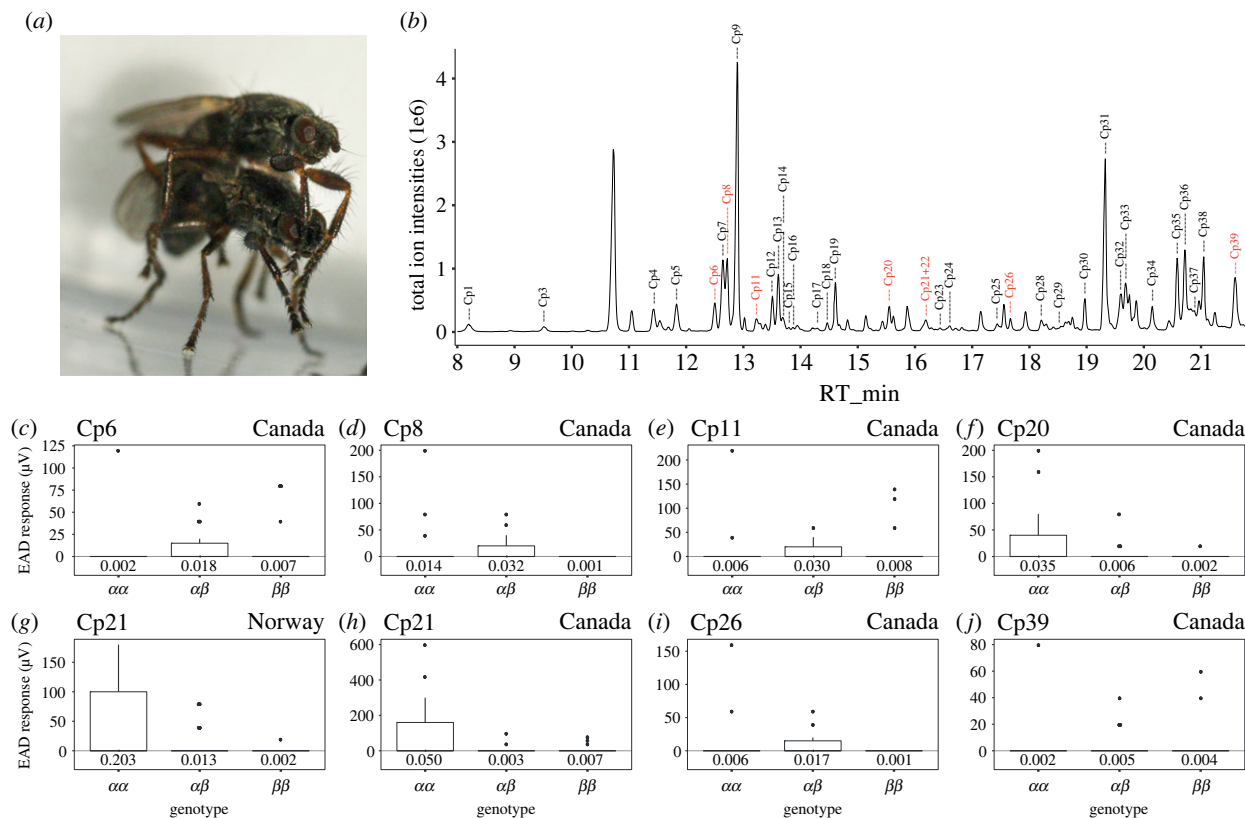 (a)
(b)
total ion intensities (1e6)
4
3
2
1
0
Cp1
Cp3
Cp4
Cp5
Cp6
Cp7
Cp8
Cp9
Cp11
Cp12
Cp13
Cp14
Cp15
Cp16
Cp17
Cp18
Cp19
Cp20
Cp21+22
Cp23
Cp24
Cp25
Cp26
Cp28
Cp29
Cp30
Cp31
Cp32
Cp33
Cp34
Cp35
Cp36
Cp37
Cp38
Cp39
8 9 10 11 12 13 14 15 16 17 18 19 20 21
RT_min
(c) Cp6 Canada
EAD response (µV)
125
100
75
50
25
0
0.002 0.018 0.007
αα αβ ββ
(d) Cp8 Canada
200
150
100
50
0
0.014 0.032 0.001
αα αβ ββ
(e) Cp11 Canada
200
150
100
50
0
0.006 0.030 0.008
αα αβ ββ
(f) Cp20 Canada
200
150
100
50
0
0.035 0.006 0.002
αα αβ ββ
(g) Cp21 Norway
EAD response (µV)
150
100
50
0
0.203 0.013 0.002
αα αβ ββ
genotype
(h) Cp21 Canada
600
400
200
0
0.050 0.003 0.007
αα αβ ββ
genotype
(i) Cp26 Canada
150
100
50
0
0.006 0.017 0.001
αα αβ ββ
genotype
(j) Cp39 Canada
80
60
40
20
0
0.002 0.005 0.004
αα αβ ββ
genotype